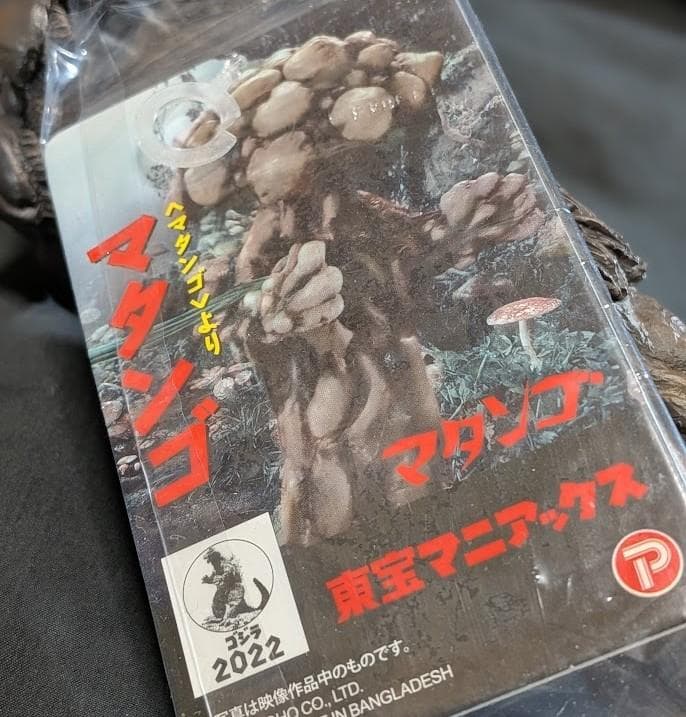 マタンゴ
<マタンゴ>より
マタンゴ
東宝マニアックス
P
ゴジラ
2022
真は映像作品中のものです。
HO CO., LTD.
IN BANGLADESH